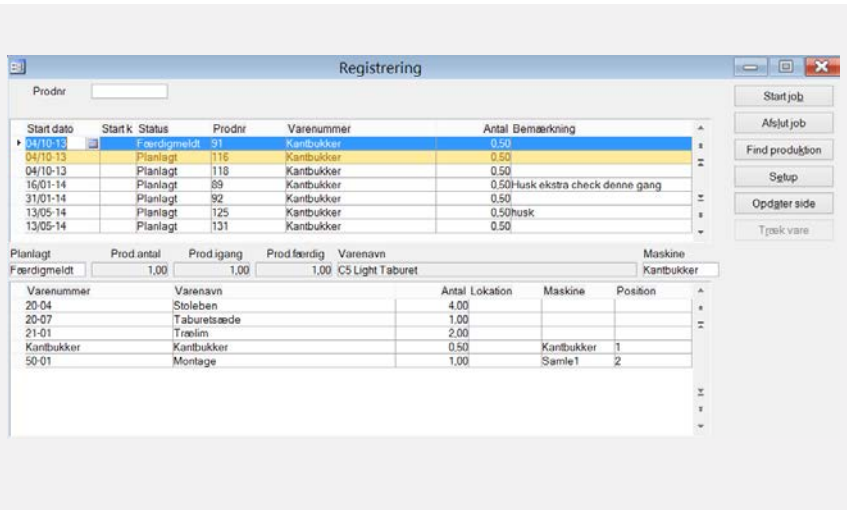 Registrering
Prodnr
Start job
Afslut job
Find produktion
Setup
Opdater side
Træk vare
Start dato Start k Status Prodnr Varenummer Antal Bemærkning
04/10-13 Færdigmeldt 91 Kantbukker 0,50
04/10-13 Planlagt 116 Kantbukker 0,50
04/10-13 Planlagt 118 Kantbukker 0,50
16/01-14 Planlagt 89 Kantbukker 0,50 Husk ekstra check denne gang
31/01-14 Planlagt 92 Kantbukker 0,50
13/05-14 Planlagt 125 Kantbukker 0,50 husk
13/05-14 Planlagt 131 Kantbukker 0.50
Planlagt Prod.antal Prod.igang Prod.færdig Varenavn Maskine
Færdigmeldt 1,00 1,00 1,00 C5 Light Taburet Kantbukker
Varenummer Varenavn Antal Lokation Maskine Position
20-04 Stoleben 4.00
20-07 Taburetsæde 1.00
21-01 Trælim 2,00
Kantbukker Kantbukker 0,50 Kantbukker 1
50-01 Montage 1,00 Samle1 2